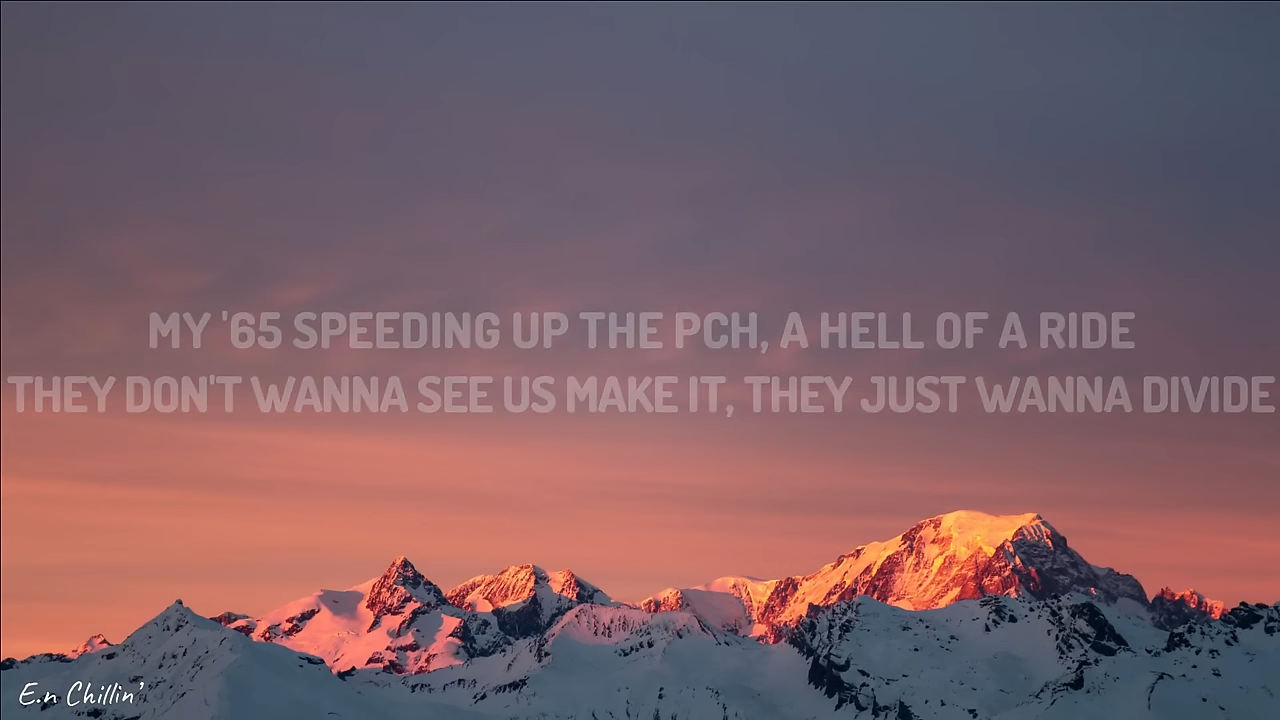 MY '65 SPEEDING UP THE PCH, A HELL OF A RIDE
THEY DON'T WANNA SEE US MAKE IT, THEY JUST WANNA DIVIDE
E.n Chillin'